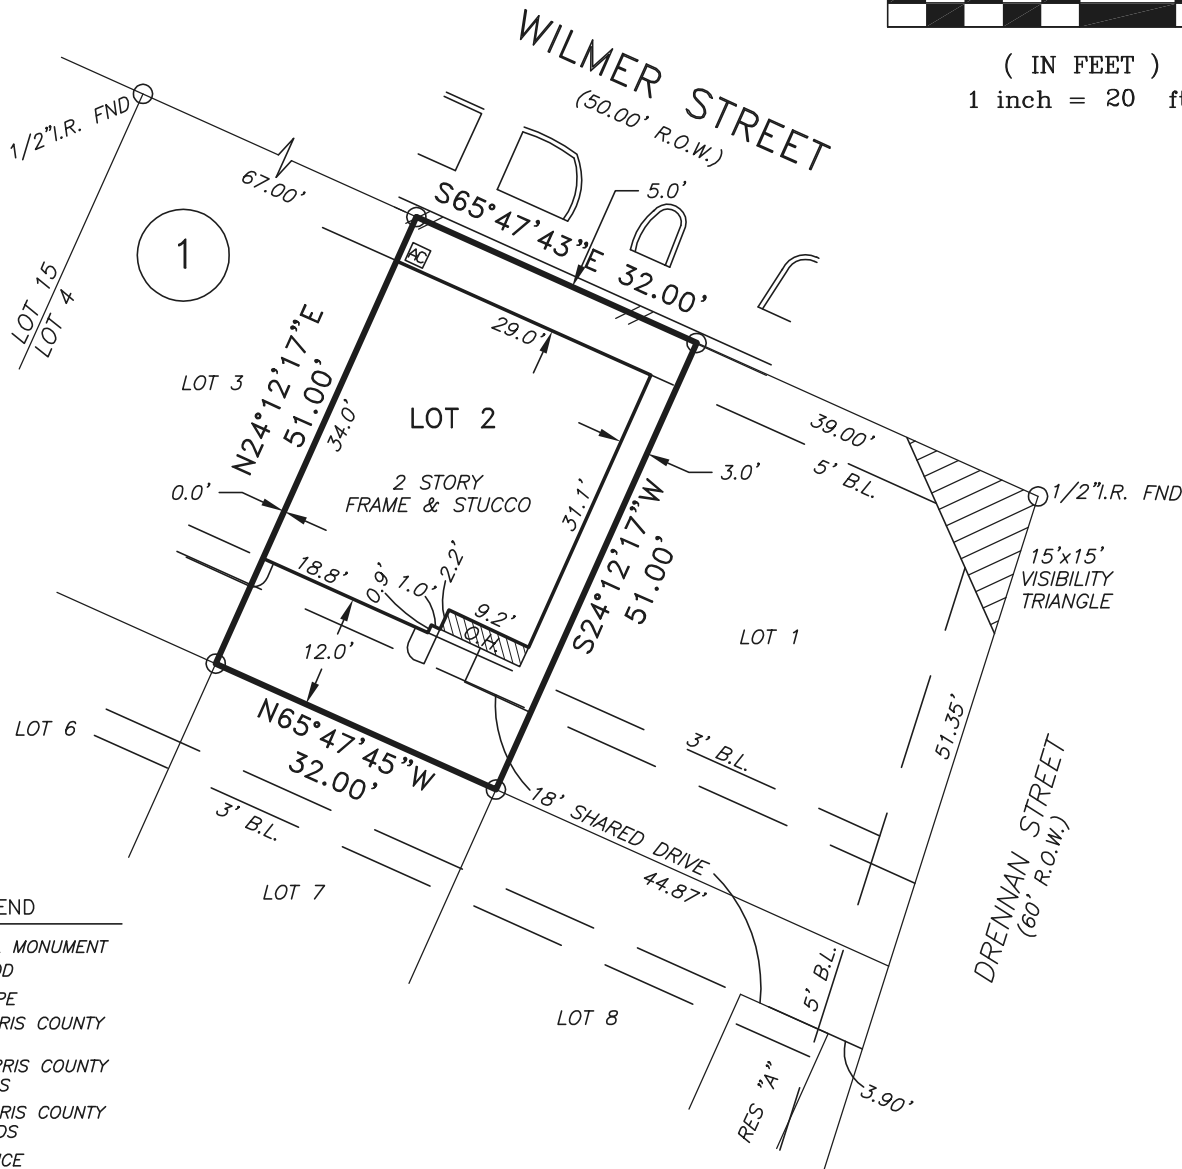 WILMER STREET
(50.00' R.O.W.)
( IN FEET )
1 inch = 20 ft
1/2"I.R. FND
67.00'
S65°47'43"E 32.00'
5.0'
1
LOT 15
LOT 4
AC
29.0'
LOT 3
N24°12'17"E
51.00'
34.0'
LOT 2
39.00'
5' B.L.
3.0'
2 STORY
FRAME & STUCCO
0.0'
31.1'
S24°12'17"W
51.00'
1/2"I.R. FND
15'x15'
VISIBILITY
TRIANGLE
18.8'
0.9'
1.0'
2.2'
9.2'
O.H.
LOT 1
12.0'
N65°47'45"W
32.00'
LOT 6
3' B.L.
51.35'
3' B.L.
18' SHARED DRIVE
44.87'
DRENNAN STREET
(60' R.O.W.)
LOT 7
LOT 8
5' B.L.
RES "A"
3.90'
END
MONUMENT
OD
PE
RIS COUNTY
RIS COUNTY
S
RIS COUNTY
DS
NCE